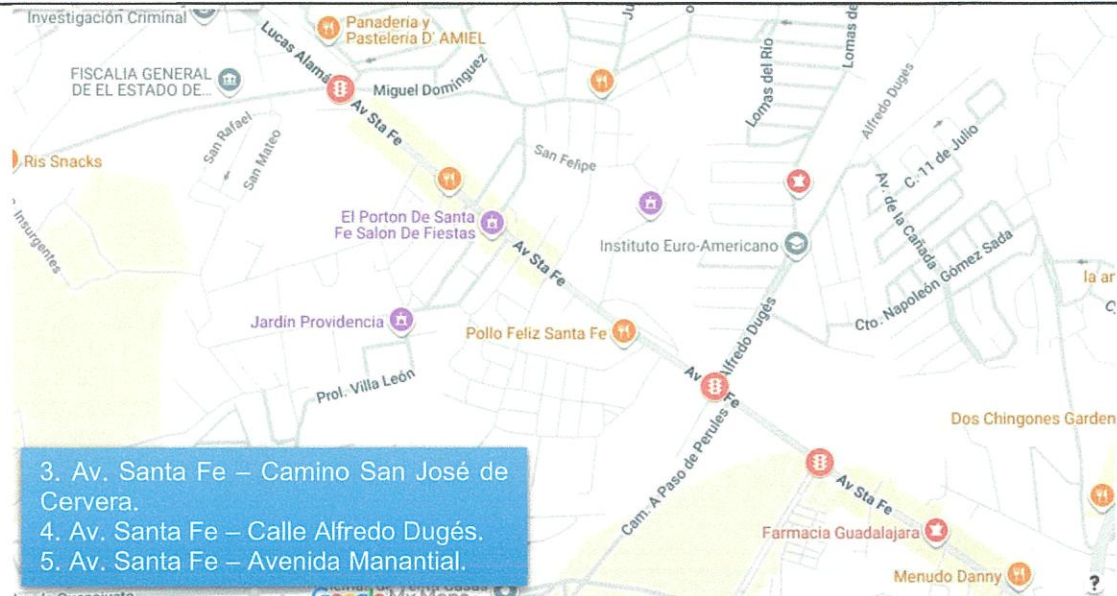 Investigación Criminal
Panadería y
Pastelería D' AMIEL
Lucas Alamá
FISCALIA GENERAL
DE EL ESTADO DE...
Miguel Domínguez
Av Sta Fe
San Rafael
San Mateo
Ris Snacks
Insurgentes
San Felipe
Lomas del Río
Lomas de
Alfredo Dugés
C. 11 de Julio
Av. de la Cañada
El Porton De Santa
Fe Salon De Fiestas
Av Sta Fe
Instituto Euro-Americano
Cto. Napoleón Gómez Sada
la ar
Jardín Providencia
Pollo Feliz Santa Fe
Alfredo Dugés
Prol. Villa León
Av
Fe
Dos Chingones Garden
Cam. A Paso de Perules
Av Sta Fe
Farmacia Guadalajara
Menudo Danny
?
3. Av. Santa Fe – Camino San José de
Cervera.
4. Av. Santa Fe – Calle Alfredo Dugés.
5. Av. Santa Fe – Avenida Manantial.